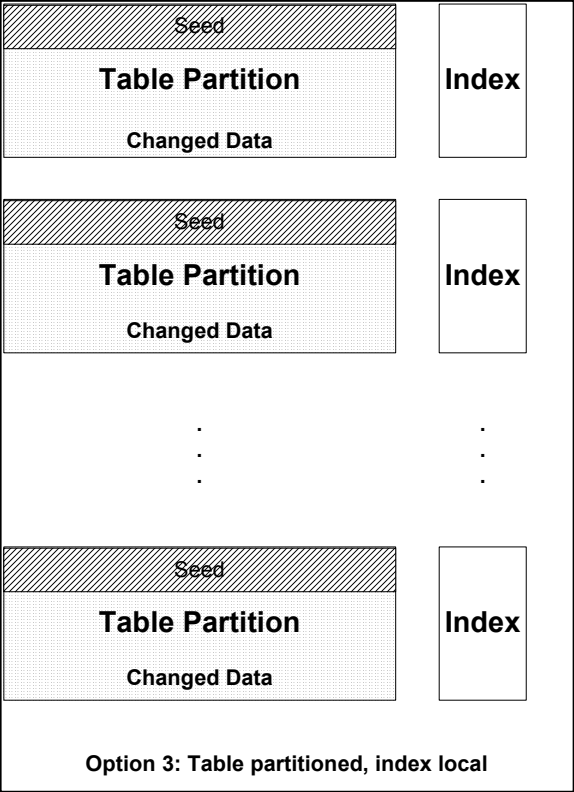 Seed
Table Partition
Index
Changed Data
Seed
Table Partition
Index
Changed Data
. .
. .
. .
Seed
Table Partition
Index
Changed Data
Option 3: Table partitioned, index local